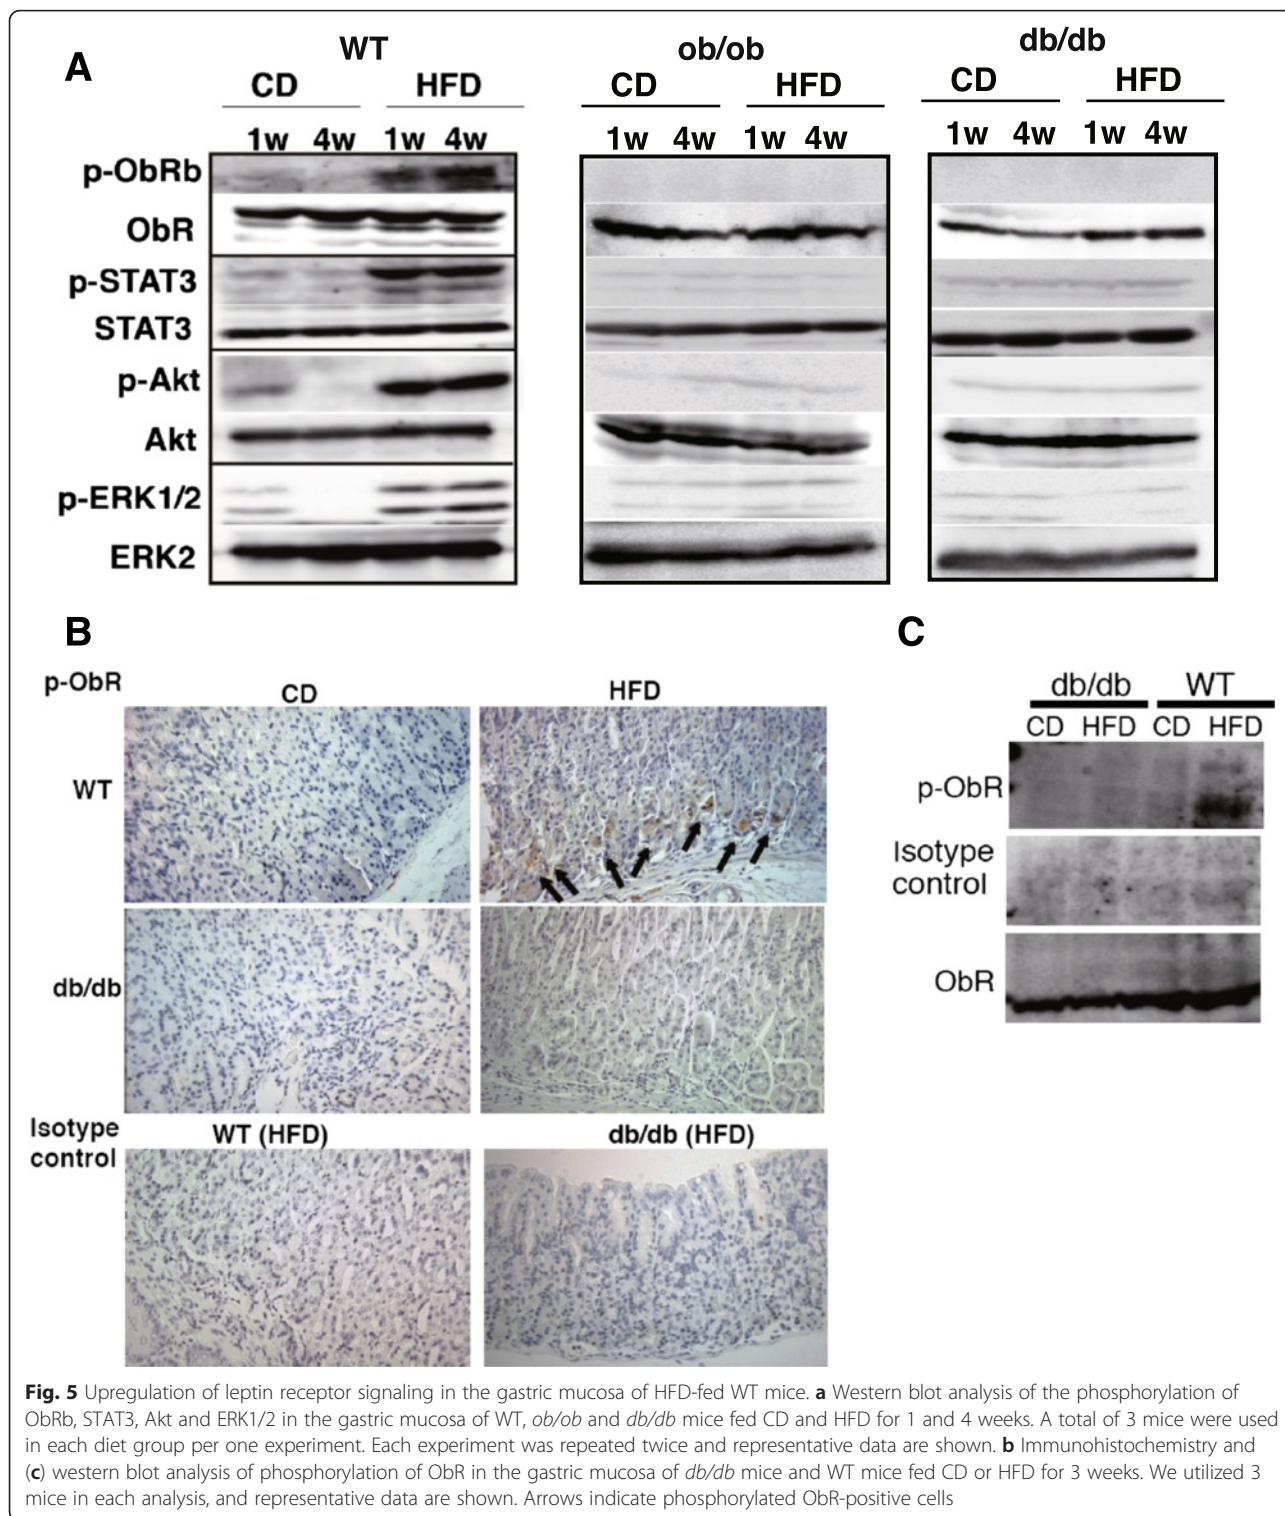 A
WT
ob/ob
db/db
CD HFD
CD HFD
CD HFD
1w 4w 1w 4w
1w 4w 1w 4w
1w 4w 1w 4w
p-ObRb
ObR
p-STAT3
STAT3
p-Akt
Akt
p-ERK1/2
ERK2
B
p-ObR
CD
HFD
WT
db/db
Isotype
control
WT (HFD)
db/db (HFD)
C
db/db WT
CD HFD CD HFD
p-ObR
Isotype
control
ObR
Fig. 5 Upregulation of leptin receptor signaling in the gastric mucosa of HFD-fed WT mice. a Western blot analysis of the phosphorylation of
ObRb, STAT3, Akt and ERK1/2 in the gastric mucosa of WT, ob/ob and db/db mice fed CD and HFD for 1 and 4 weeks. A total of 3 mice were used
in each diet group per one experiment. Each experiment was repeated twice and representative data are shown. b Immunohistochemistry and
(c) western blot analysis of phosphorylation of ObR in the gastric mucosa of db/db mice and WT mice fed CD or HFD for 3 weeks. We utilized 3
mice in each analysis, and representative data are shown. Arrows indicate phosphorylated ObR-positive cells